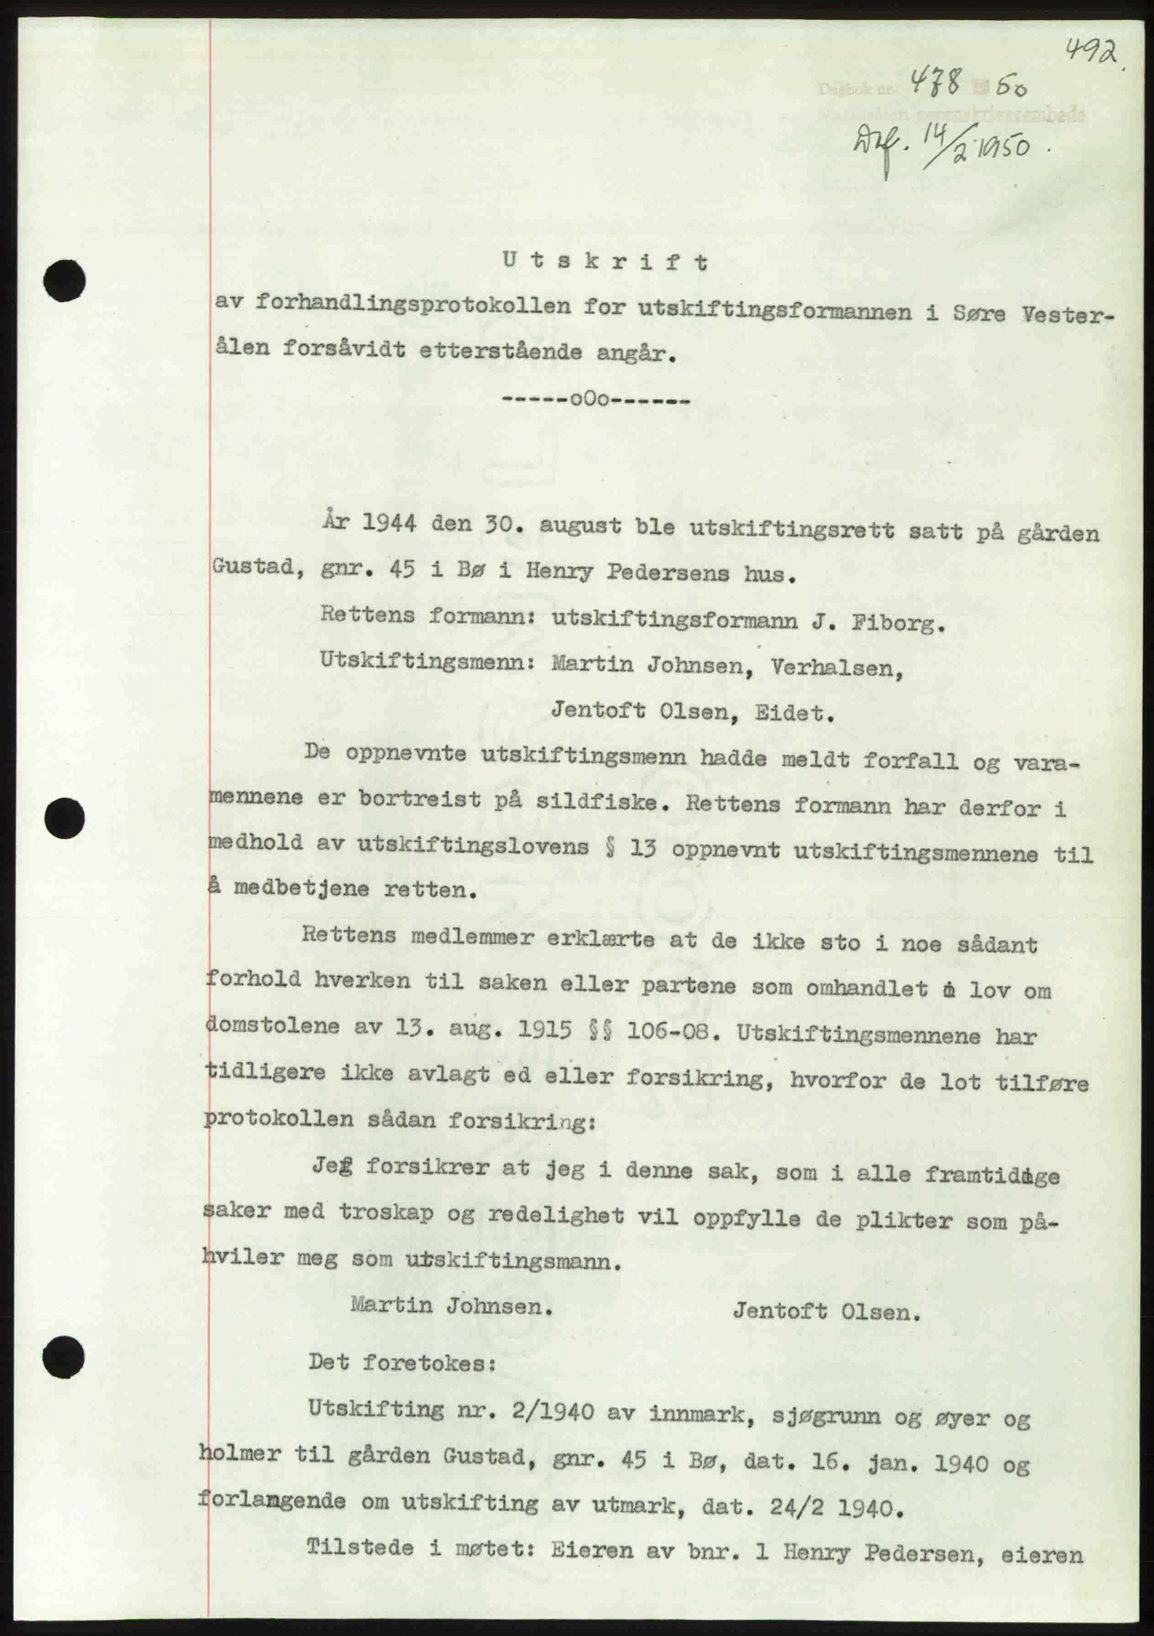 492.
Dagbok nr. 478 1950
sorenskriverembede
Dagf. 14/2 1950.
Utskrift
av forhandlingsprotokollen for utskiftingsformannen i Søre Vester-
ålen forsåvidt etterstående angår.
-----oOo------
År 1944 den 30. august ble utskiftingsrett satt på gården
Gustad, gnr. 45 i Bø i Henry Pedersens hus.
Rettens formann: utskiftingsformann J. Fiborg.
Utskiftingsmenn: Martin Johnsen, Verhalsen,
Jentoft Olsen, Eidet.
De oppnevnte utskiftingsmenn hadde meldt forfall og vara-
mennene er bortreist på sildfiske. Rettens formann har derfor i
medhold av utskiftingslovens § 13 oppnevnt utskiftingsmennene til
å medbetjene retten.
Rettens medlemmer erklærte at de ikke sto i noe sådant
forhold hverken til saken eller partene som omhandlet i lov om
domstolene av 13. aug. 1915 §§ 106-08. Utskiftingsmennene har
tidligere ikke avlagt ed eller forsikring, hvorfor de lot tilføre
protokollen sådan forsikring:
Jeg forsikrer at jeg i denne sak, som i alle framtidige
saker med troskap og redelighet vil oppfylle de plikter som på-
hviler meg som utskiftingsmann.
Martin Johnsen. Jentoft Olsen.
Det foretokes:
Utskifting nr. 2/1940 av innmark, sjøgrunn og øyer og
holmer til gården Gustad, gnr. 45 i Bø, dat. 16. jan. 1940 og
forlangende om utskifting av utmark, dat. 24/2 1940.
Tilstede i møtet: Eieren av bnr. 1 Henry Pedersen, eieren